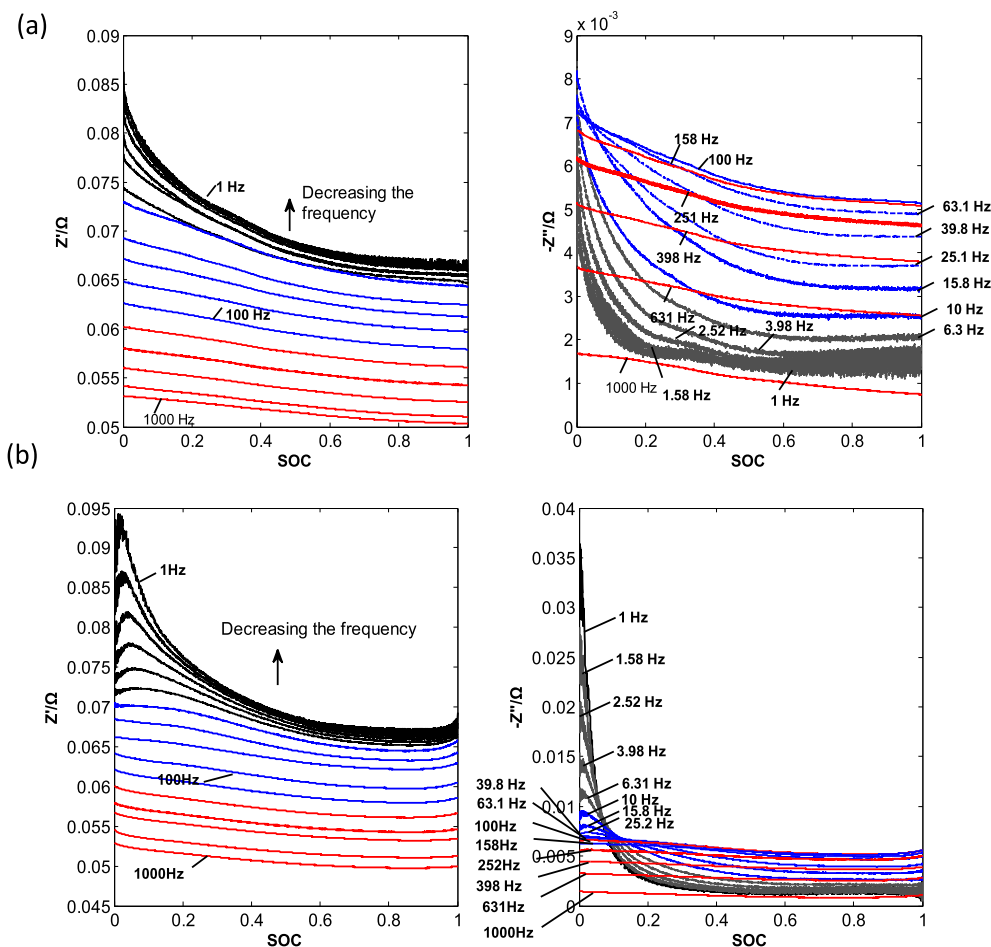 (a)
x 10⁻³
0.09
0.085
0.08
0.075
0.07
0.065
0.06
0.055
0.05
Z'/Ω
1 Hz
Decreasing the
frequency
100 Hz
1000 Hz
0
0.2
0.4
0.6
0.8
1
SOC
9
8
7
6
5
4
3
2
1
0
-Z''/Ω
158 Hz
100 Hz
251 Hz
398 Hz
631 Hz
2.52 Hz
3.98 Hz
1000 Hz
1.58 Hz
1 Hz
63.1 Hz
39.8 Hz
25.1 Hz
15.8 Hz
10 Hz
6.3 Hz
0
0.2
0.4
0.6
0.8
1
SOC
(b)
0.095
0.09
0.085
0.08
0.075
0.07
0.065
0.06
0.055
0.05
0.045
Z'/Ω
1Hz
Decreasing the frequency
100Hz
1000Hz
0
0.2
0.4
0.6
0.8
1
SOC
0.04
0.035
0.03
0.025
0.02
0.015
0.01
0.005
0
-Z''/Ω
1 Hz
1.58 Hz
2.52 Hz
3.98 Hz
6.31 Hz
10 Hz
15.8 Hz
25.2 Hz
39.8 Hz
63.1 Hz
100Hz
158Hz
252Hz
398 Hz
631Hz
1000Hz
0
0.2
0.4
0.6
0.8
1
SOC